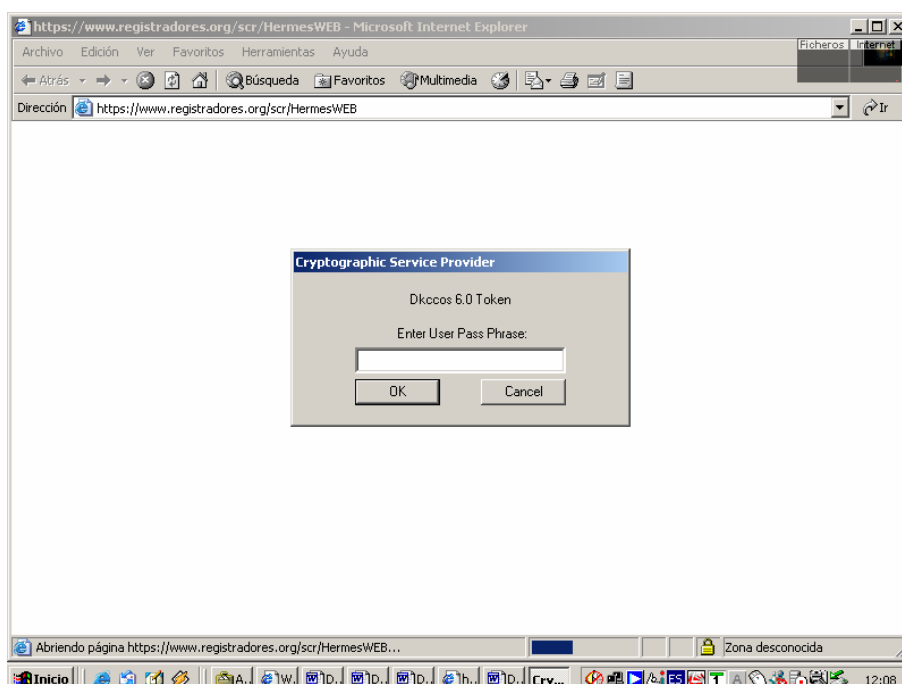 https://www.registradores.org/scr/HermesWEB - Microsoft Internet Explorer
Archivo Edición Ver Favoritos Herramientas Ayuda
Ficheros Internet
Atrás Búsqueda Favoritos Multimedia
Dirección https://www.registradores.org/scr/HermesWEB Ir
Cryptographic Service Provider
Dkccos 6.0 Token
Enter User Pass Phrase:
OK Cancel
Abriendo página https://www.registradores.org/scr/HermesWEB... Zona desconocida
Inicio A.. W.. D.. D.. D.. h.. D.. Cry... ES T A 12:08